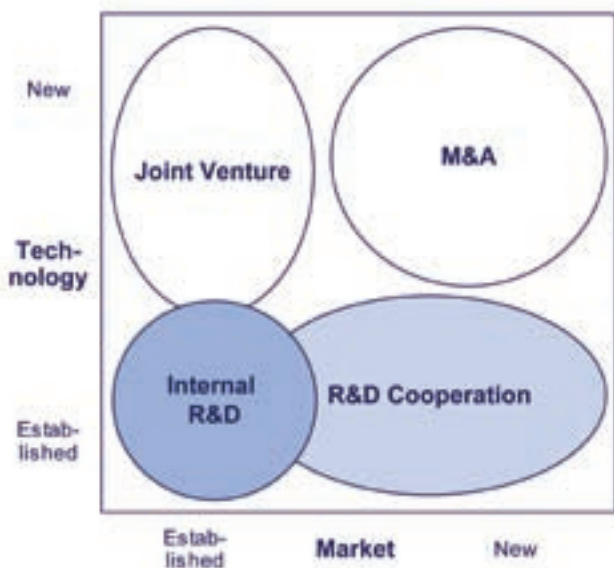 New
Joint Venture
M&A
Tech-
nology
Internal
R&D
R&D Cooperation
Estab-
lished
Estab-
lished
Market
New